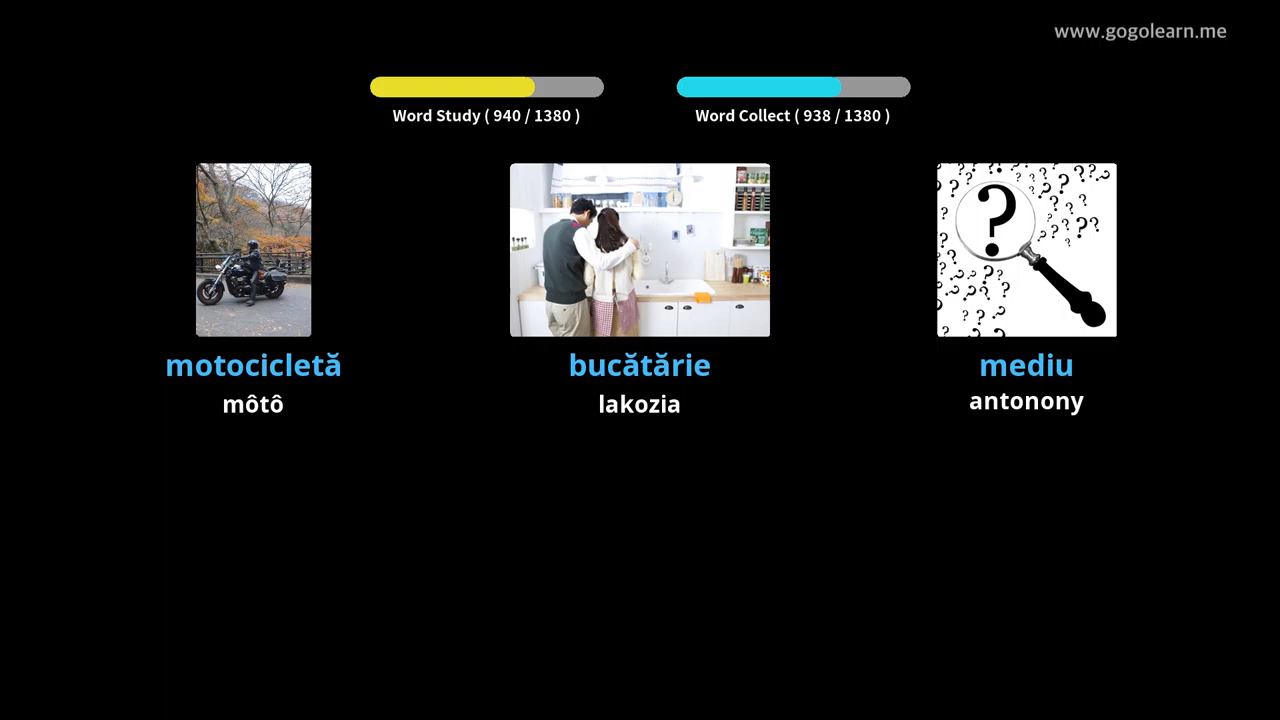 www.gogolearn.me
Word Study ( 940 / 1380 )
Word Collect ( 938 / 1380 )
motocicletă
môtô
bucătărie
lakozia
mediu
antonony